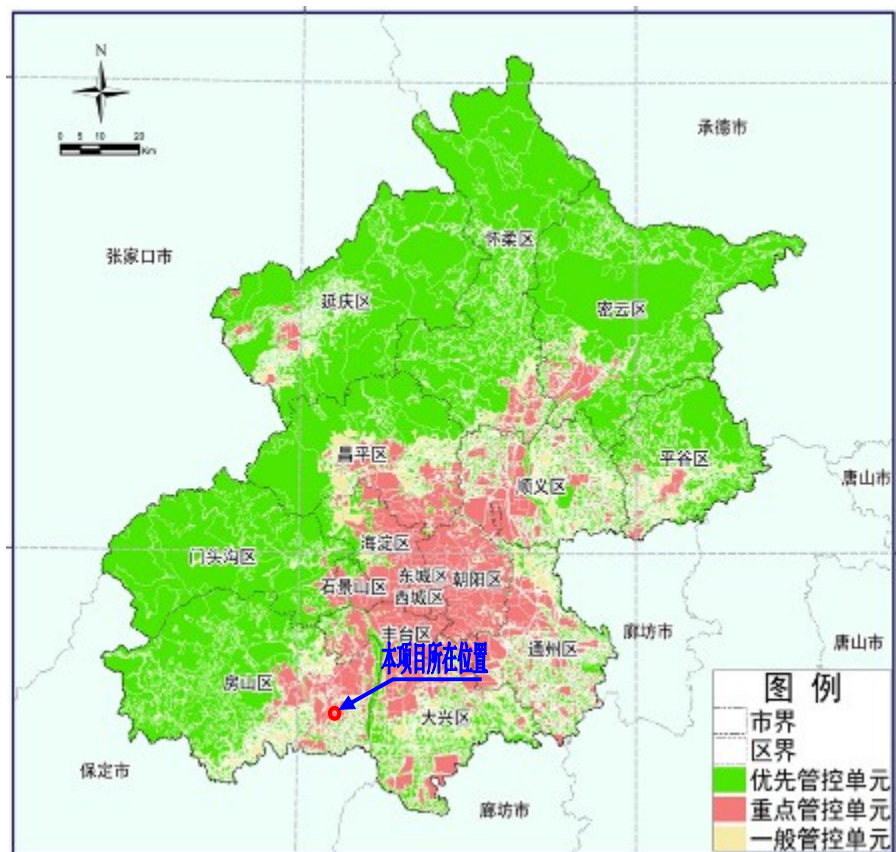 N
0 5 10 20
Km
承德市
怀柔区
张家口市
延庆区
密云区
昌平区
平谷区
顺义区
唐山市
海淀区
门头沟区
东城区
朝阳区
石景山区
西城区
丰台区
廊坊市
唐山市
通州区
本项目所在位置
房山区
大兴区
保定市
廊坊市
图 例
市界
区界
优先管控单元
重点管控单元
一般管控单元